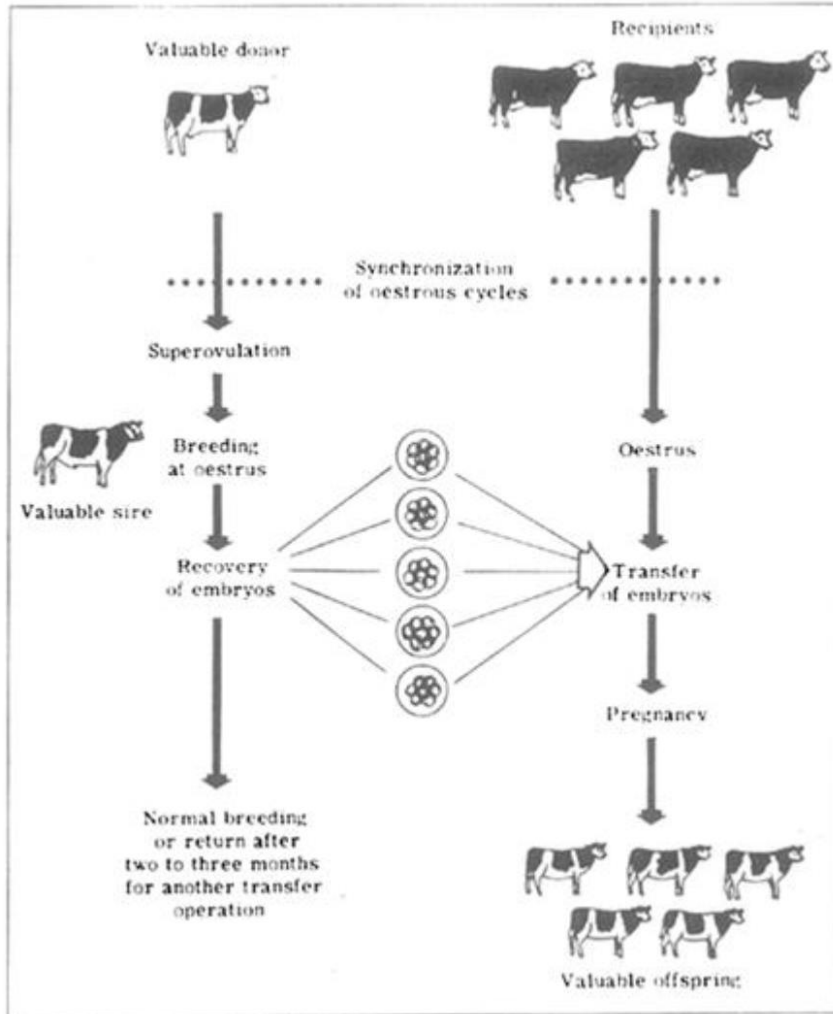 Valuable donor
Recipients
Synchronization
of oestrous cycles
Superovulation
Breeding
at oestrus
Valuable sire
Oestrus
Recovery
of embryos
Transfer
of embryos
Pregnancy
Normal breeding
or return after
two to three months
for another transfer
operation
Valuable offspring